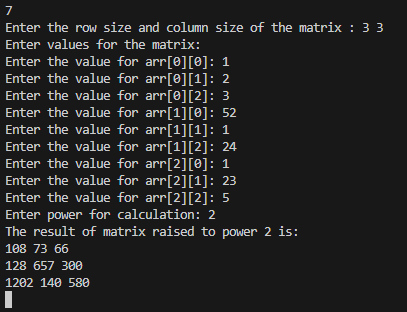 7
Enter the row size and column size of the matrix : 3 3
Enter values for the matrix:
Enter the value for arr[0][0]: 1
Enter the value for arr[0][1]: 2
Enter the value for arr[0][2]: 3
Enter the value for arr[1][0]: 52
Enter the value for arr[1][1]: 1
Enter the value for arr[1][2]: 24
Enter the value for arr[2][0]: 1
Enter the value for arr[2][1]: 23
Enter the value for arr[2][2]: 5
Enter power for calculation: 2
The result of matrix raised to power 2 is:
108 73 66
128 657 300
1202 140 580